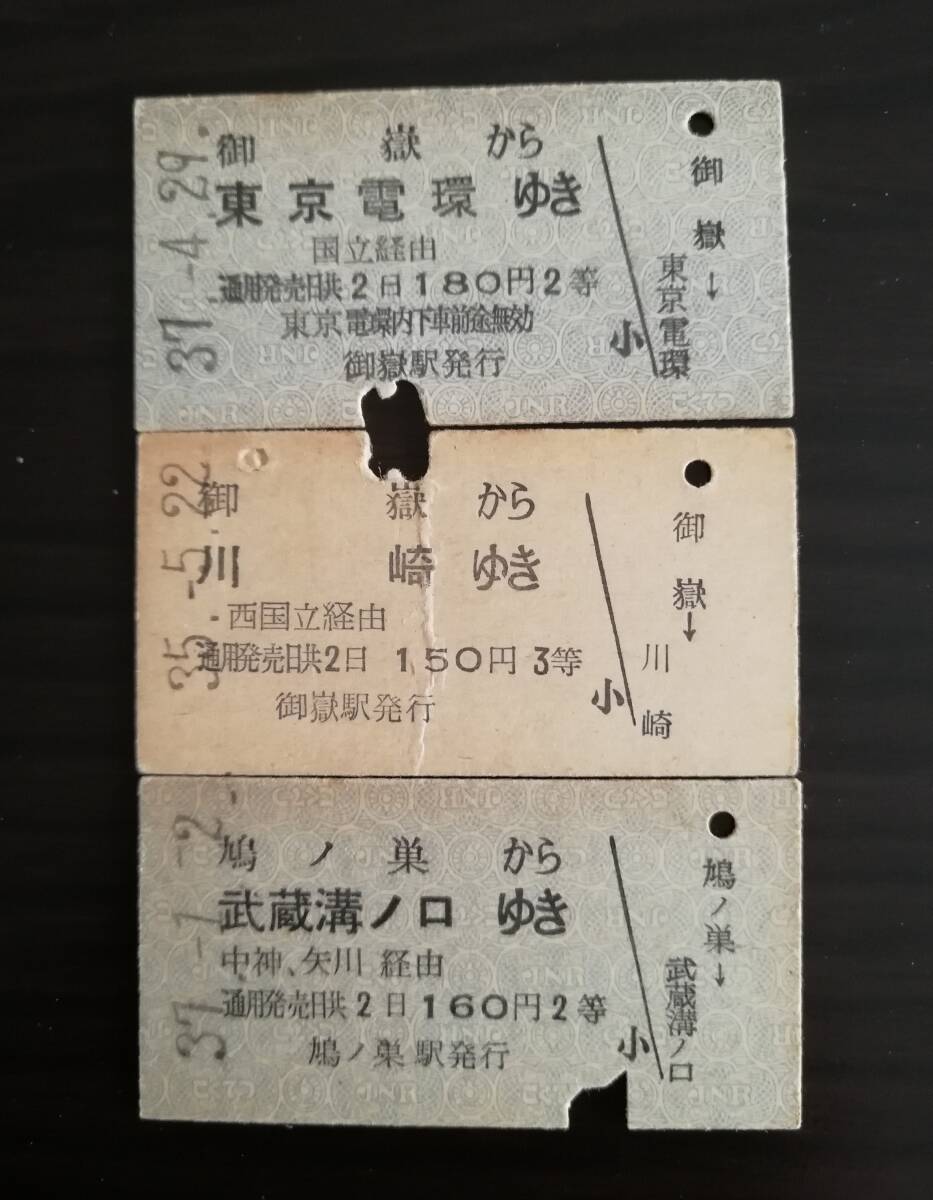 37.-4.29.
御嶽から
東京電環ゆき
国立経由
通用発売日共2日180円2等
東京電環内下車前途無効
御嶽駅発行
小
御嶽→
東京電環
35.-5.22
御嶽から
川崎ゆき
西国立経由
通用発売日共2日 150円 3等
御嶽駅発行
小
御嶽→
川崎
37.-1.-2.
鳩ノ巣から
武蔵溝ノ口ゆき
中神、矢川経由
通用発売日共2日160円2等
鳩ノ巣駅発行
小
鳩ノ巣→
武蔵溝ノ口